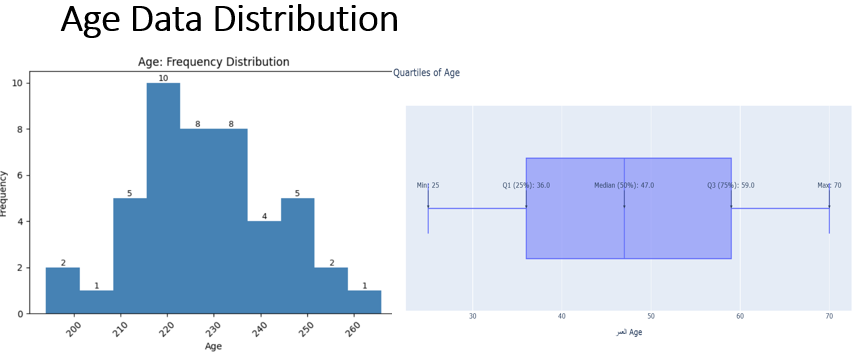 Age Data Distribution
Age: Frequency Distribution
Frequency
10
8
6
4
2
0
2
1
5
10
8
8
4
5
2
1
200 210 220 230 240 250 260
Age
Quartiles of Age
Min: 25
Q1 (25%): 36.0
Median (50%): 47.0
Q3 (75%): 59.0
Max: 70
30 40 50 60 70
العمر Age